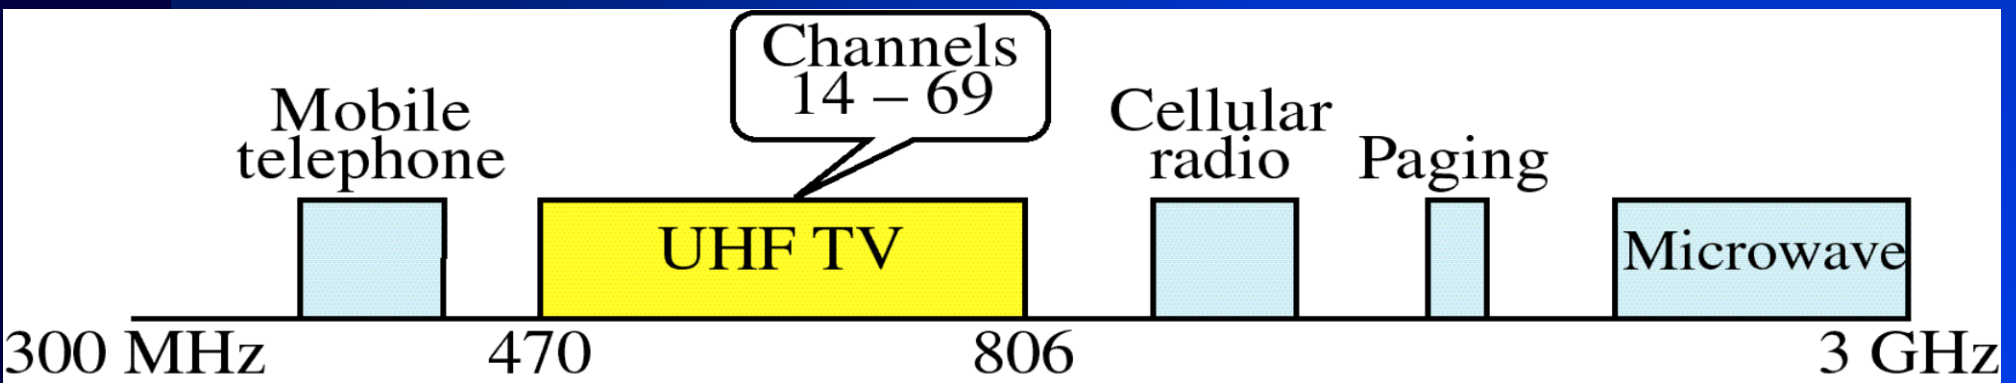 Channels
14 – 69
Mobile
telephone
Cellular
radio
Paging
UHF TV
Microwave
300 MHz
470
806
3 GHz